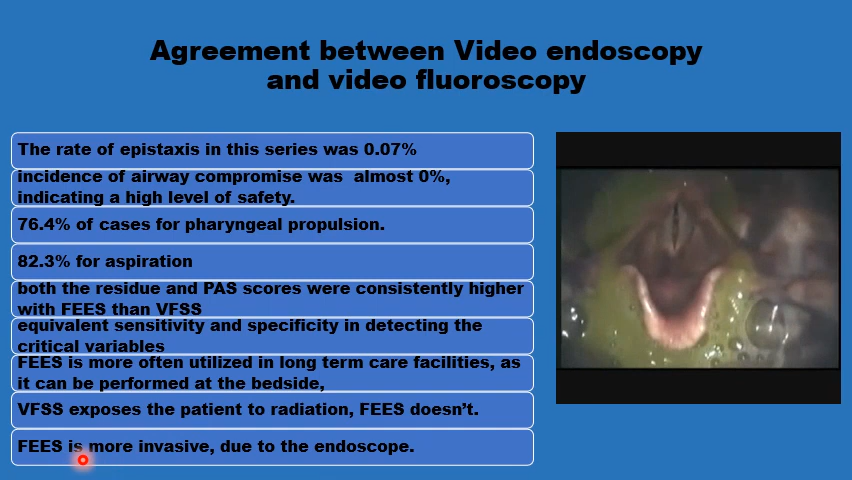 Agreement between Video endoscopy
and video fluoroscopy
The rate of epistaxis in this series was 0.07%
incidence of airway compromise was  almost 0%,
indicating a high level of safety.
76.4% of cases for pharyngeal propulsion.
82.3% for aspiration
both the residue and PAS scores were consistently higher
with FEES than VFSS
equivalent sensitivity and specificity in detecting the
critical variables
FEES is more often utilized in long term care facilities, as
it can be performed at the bedside,
VFSS exposes the patient to radiation, FEES doesn’t.
FEES is more invasive, due to the endoscope.